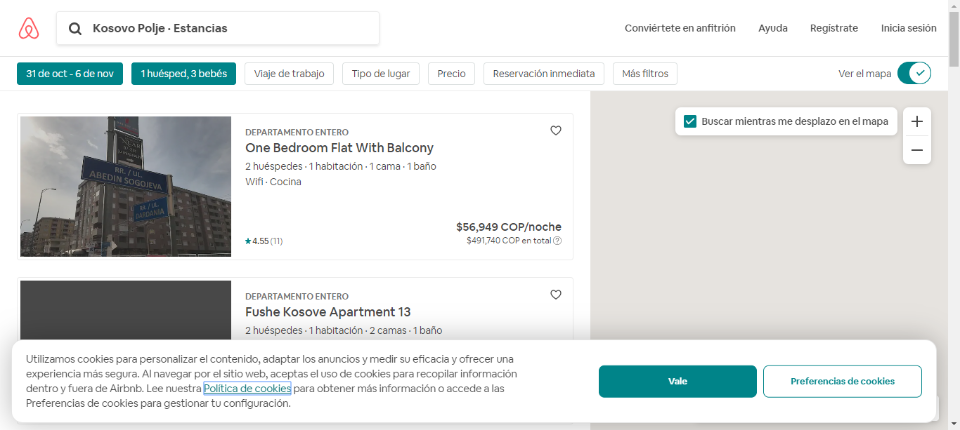 Kosovo Polje · Estancias
Conviértete en anfitrión
Ayuda
Regístrate
Inicia sesión
31 de oct - 6 de nov
1 huésped, 3 bebés
Viaje de trabajo
Tipo de lugar
Precio
Reservación inmediata
Más filtros
Ver el mapa
BR. / UL.
ABEDIN SOGOJEVA
BR. / UL.
DARDANIA
DEPARTAMENTO ENTERO
One Bedroom Flat With Balcony
2 huéspedes · 1 habitación · 1 cama · 1 baño
Wifi · Cocina
$56,949 COP/noche
4.55 (11)
$491,740 COP en total
Buscar mientras me desplazo en el mapa
DEPARTAMENTO ENTERO
Fushe Kosove Apartment 13
2 huéspedes · 1 habitación · 2 camas · 1 baño
Utilizamos cookies para personalizar el contenido, adaptar los anuncios y medir su eficacia y ofrecer una
experiencia más segura. Al navegar por el sitio web, aceptas el uso de cookies para recopilar información
dentro y fuera de Airbnb. Lee nuestra Política de cookies para obtener más información o accede a las
Preferencias de cookies para gestionar tu configuración.
Vale
Preferencias de cookies